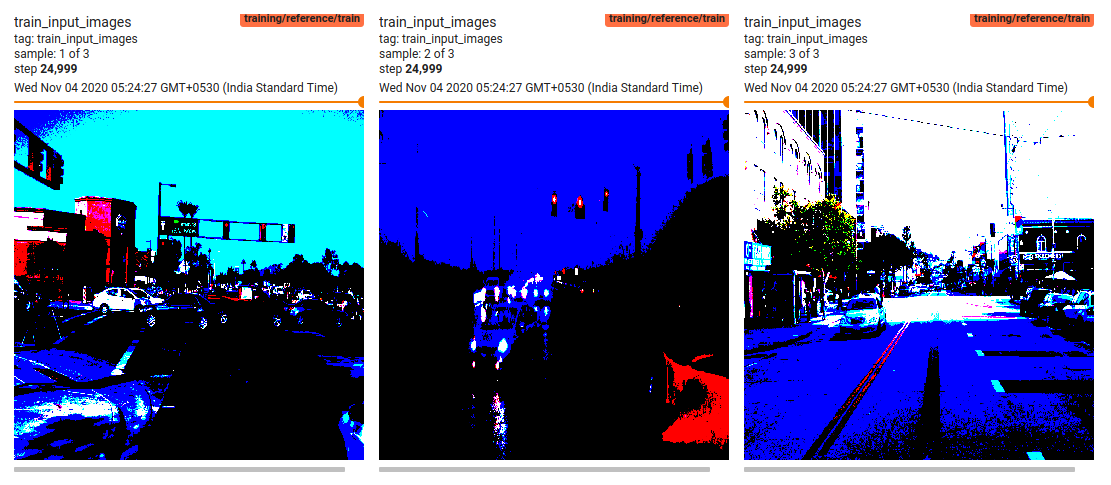 train_input_images
training/reference/train
tag: train_input_images
sample: 1 of 3
step 24,999
Wed Nov 04 2020 05:24:27 GMT+0530 (India Standard Time)
train_input_images
training/reference/train
tag: train_input_images
sample: 2 of 3
step 24,999
Wed Nov 04 2020 05:24:27 GMT+0530 (India Standard Time)
train_input_images
training/reference/train
tag: train_input_images
sample: 3 of 3
step 24,999
Wed Nov 04 2020 05:24:27 GMT+0530 (India Standard Time)